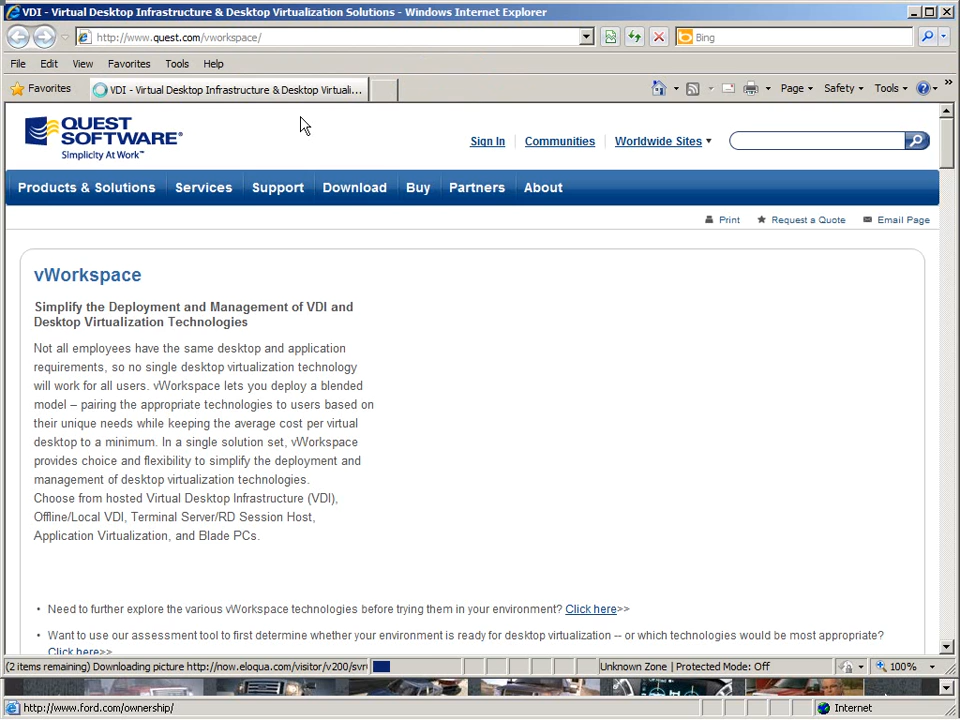 VDI - Virtual Desktop Infrastructure & Desktop Virtualization Solutions - Windows Internet Explorer
http://www.quest.com/vworkspace/
Bing
File Edit View Favorites Tools Help
Favorites VDI - Virtual Desktop Infrastructure & Desktop Virtuali... Page Safety Tools
QUEST SOFTWARE®
Simplicity At Work™
Sign In Communities Worldwide Sites
Products & Solutions Services Support Download Buy Partners About
Print Request a Quote Email Page
vWorkspace
Simplify the Deployment and Management of VDI and
Desktop Virtualization Technologies
Not all employees have the same desktop and application
requirements, so no single desktop virtualization technology
will work for all users. vWorkspace lets you deploy a blended
model – pairing the appropriate technologies to users based on
their unique needs while keeping the average cost per virtual
desktop to a minimum. In a single solution set, vWorkspace
provides choice and flexibility to simplify the deployment and
management of desktop virtualization technologies.
Choose from hosted Virtual Desktop Infrastructure (VDI),
Offline/Local VDI, Terminal Server/RD Session Host,
Application Virtualization, and Blade PCs.
• Need to further explore the various vWorkspace technologies before trying them in your environment? Click here>>
• Want to use our assessment tool to first determine whether your environment is ready for desktop virtualization -- or which technologies would be most appropriate?
Click here>>
(2 items remaining) Downloading picture http://now.eloqua.com/visitor/v200/svr Unknown Zone | Protected Mode: Off 100%
http://www.ford.com/ownership/ Internet